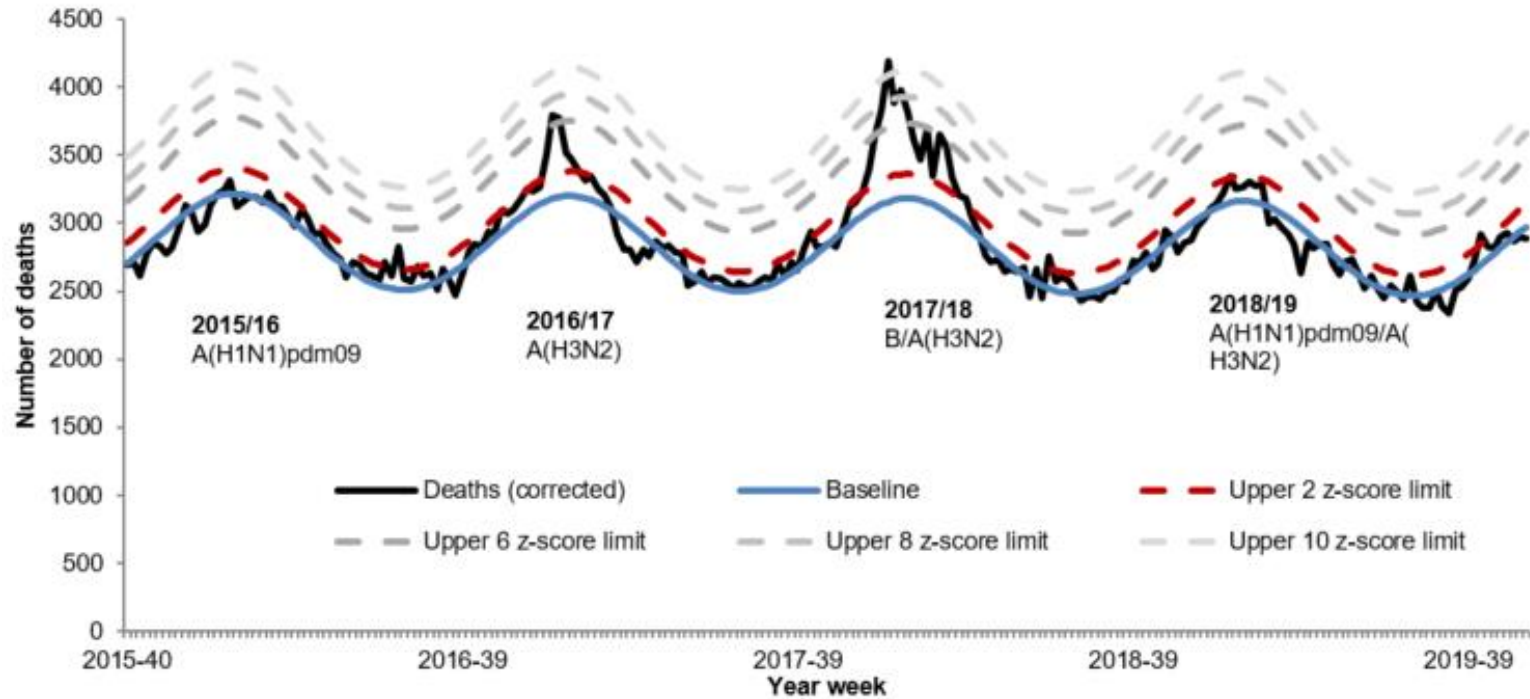 4500
4000
3500
3000
2500
2000
1500
1000
500
0
Number of deaths
2015/16
A(H1N1)pdm09
2016/17
A(H3N2)
2017/18
B/A(H3N2)
2018/19
A(H1N1)pdm09/A(
H3N2)
Deaths (corrected) Baseline Upper 2 z-score limit
Upper 6 z-score limit Upper 8 z-score limit Upper 10 z-score limit
2015-40 2016-39 2017-39 2018-39 2019-39
Year week